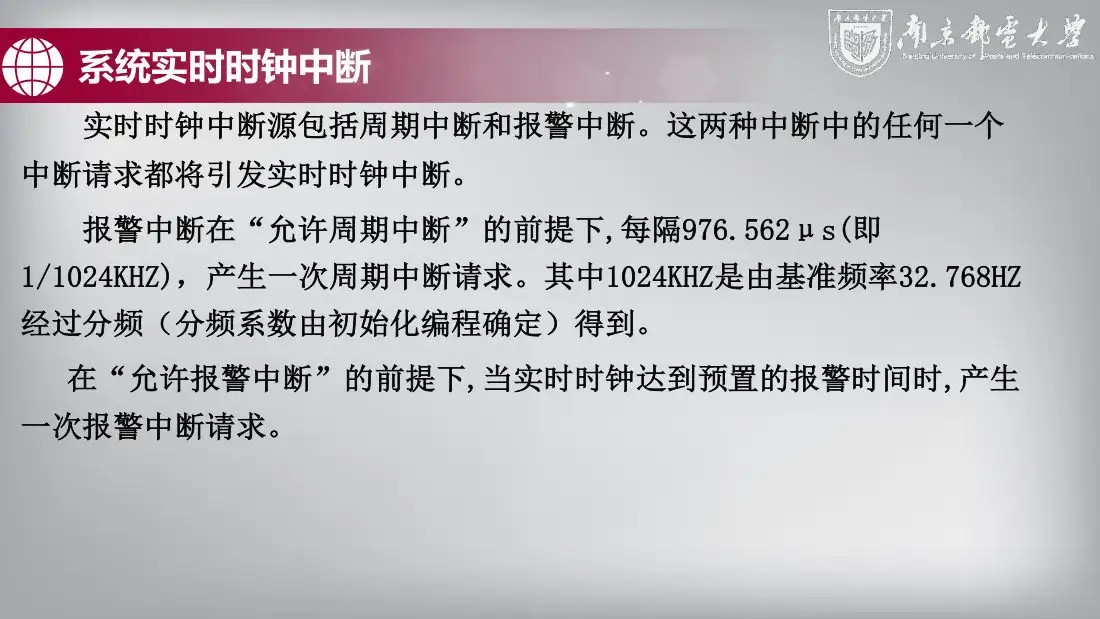 系统实时时钟中断
南京邮电大学
Nanjing University of Posts and Telecommunications
实时时钟中断源包括周期中断和报警中断。这两种中断中的任何一个
中断请求都将引发实时时钟中断。
报警中断在“允许周期中断”的前提下,每隔976.562μs(即
1/1024KHZ)，产生一次周期中断请求。其中1024KHZ是由基准频率32.768HZ
经过分频（分频系数由初始化编程确定）得到。
在“允许报警中断”的前提下,当实时时钟达到预置的报警时间时,产生
一次报警中断请求。